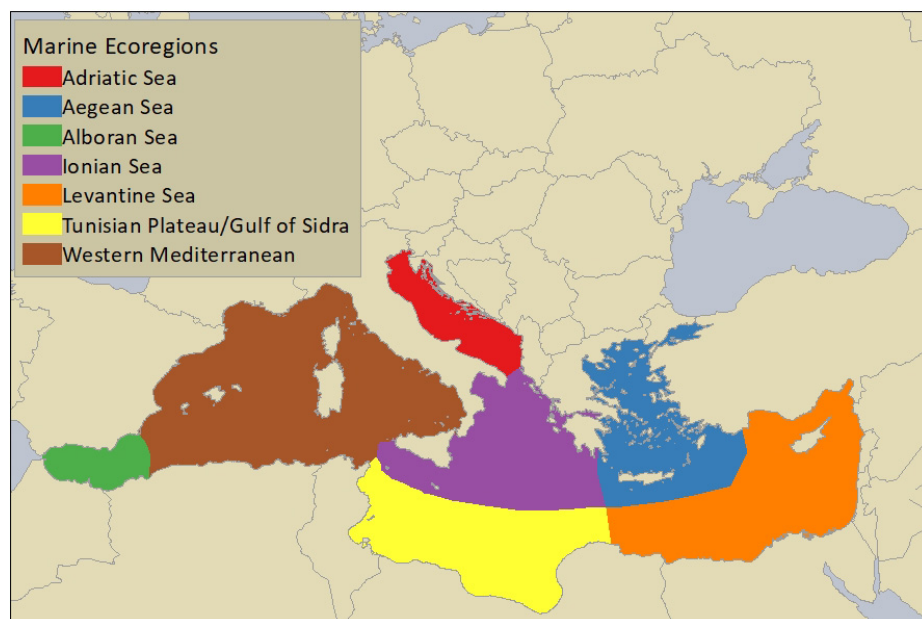 Marine Ecoregions
Adriatic Sea
Aegean Sea
Alboran Sea
Ionian Sea
Levantine Sea
Tunisian Plateau/Gulf of Sidra
Western Mediterranean